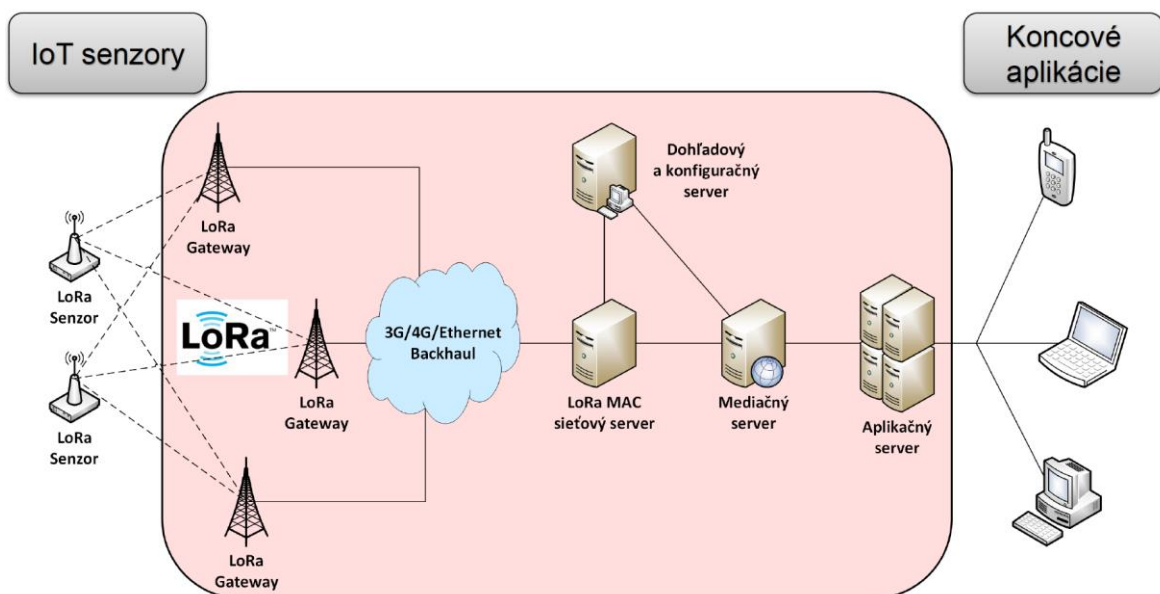 IoT senzory
Koncové
aplikácie
LoRa
Gateway
Dohľadový
a konfiguračný
server
LoRa
Senzor
LoRa™
LoRa
Gateway
3G/4G/Ethernet
Backhaul
LoRa MAC
sieťový server
Mediačný
server
Aplikačný
server
LoRa
Senzor
LoRa
Gateway